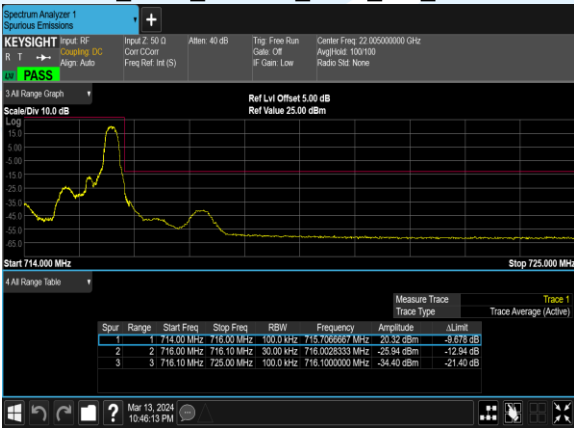 Spectrum Analyzer 1
Spurious Emissions
+
KEYSIGHT Input: RF Input Z: 50 Ω Atten: 40 dB Trig: Free Run Center Freq: 22.005000000 GHz
R T Coupling: DC Corr CCorr Gate: Off Avg|Hold: 100/100
Align: Auto Freq Ref: Int (S) IF Gain: Low Radio Std: None
PASS
3 All Range Graph
Ref Lvl Offset 5.00 dB
Scale/Div 10.0 dB Ref Value 25.00 dBm
Log
15.0
5.00
-5.00
-15.0
-25.0
-35.0
-45.0
-55.0
-65.0
Start 714.000 MHz Stop 725.000 MHz
4 All Range Table
Measure Trace Trace 1
Trace Type Trace Average (Active)
Spur Range Start Freq Stop Freq RBW Frequency Amplitude ΔLimit
1 1 714.00 MHz 716.00 MHz 100.0 kHz 715.7066667 MHz 20.32 dBm -9.678 dB
2 2 716.00 MHz 716.10 MHz 30.00 kHz 716.0028333 MHz -25.94 dBm -12.94 dB
3 3 716.10 MHz 725.00 MHz 100.0 kHz 716.1000000 MHz -34.40 dBm -21.40 dB
? Mar 13, 2024
10:46:13 PM